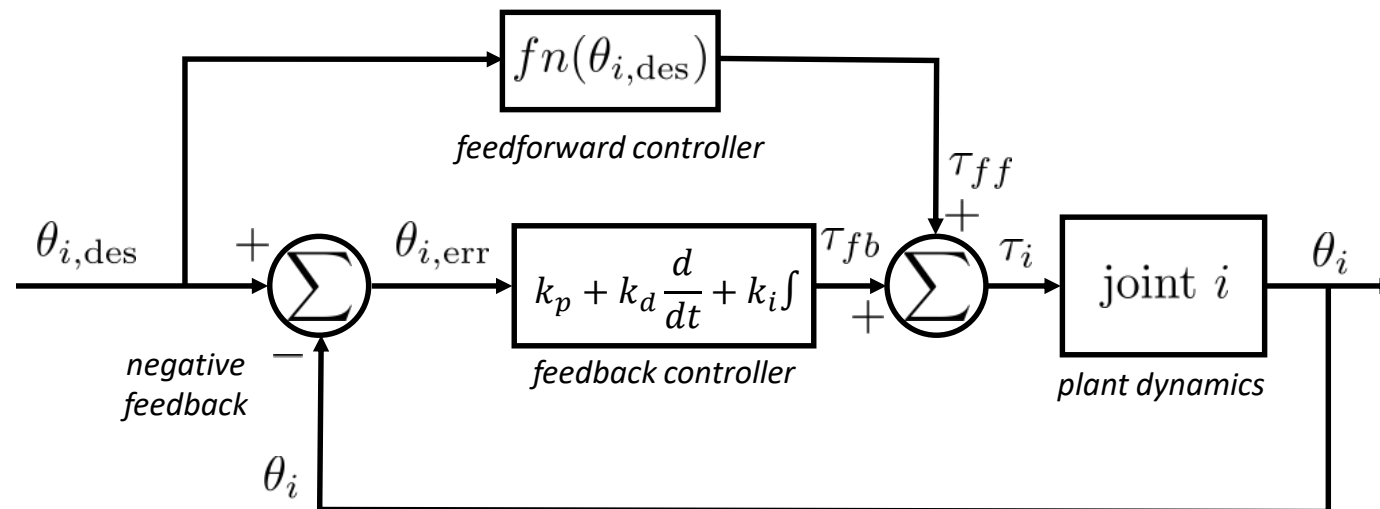 fn(θ_{i,des})
feedforward controller
τ_{ff}
+
θ_{i,des}
+
∑
θ_{i,err}
k_p + k_d \frac{d}{dt} + k_i ∫
τ_{fb}
+
∑
τ_i
joint i
θ_i
−
negative
feedback
feedback controller
plant dynamics
θ_i